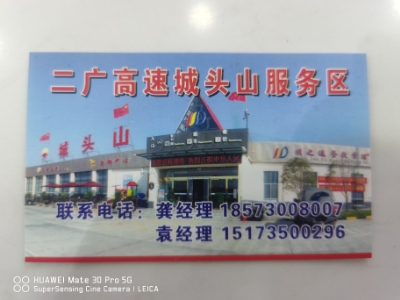 二广高速城头山服务区
城头山
联系电话：龚经理 18573008007
袁经理 15173500296
HUAWEI Mate 30 Pro 5G
SuperSensing Cine Camera | LEICA